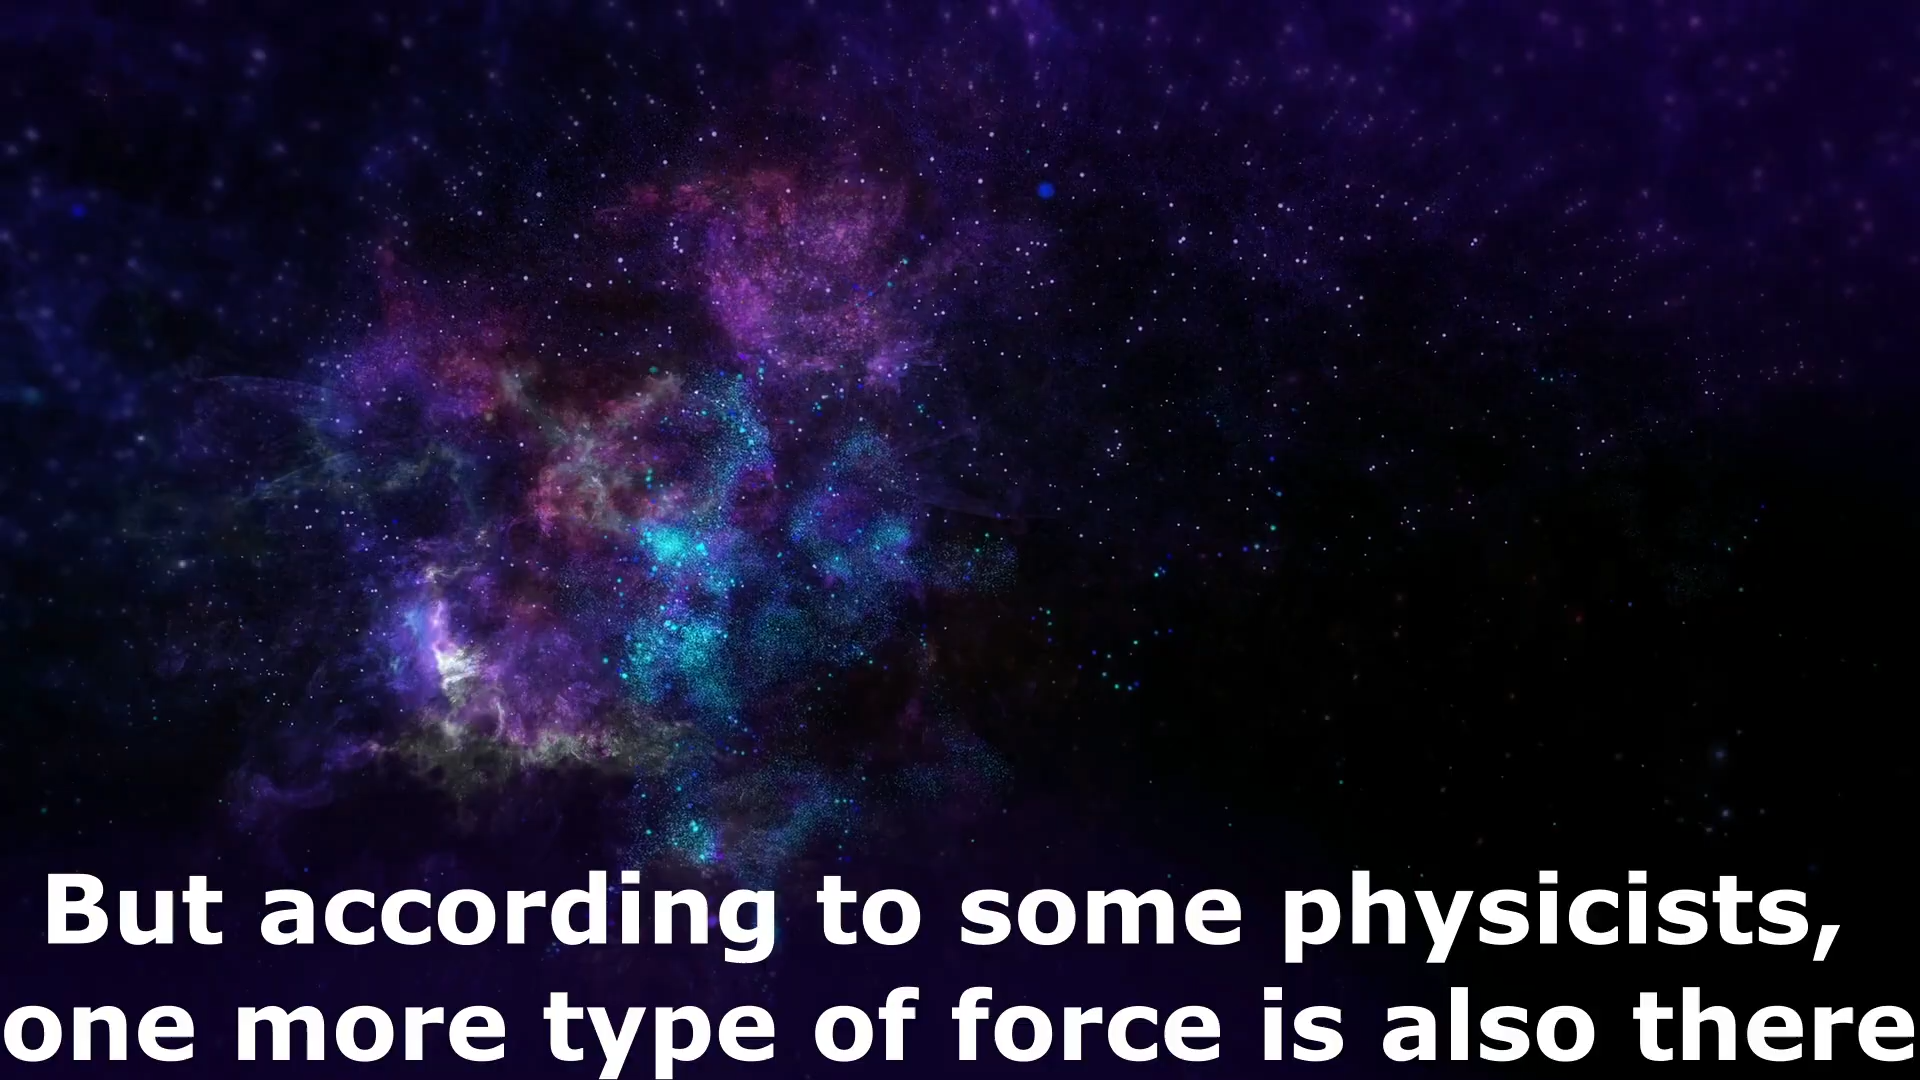 But according to some physicists,
one more type of force is also there